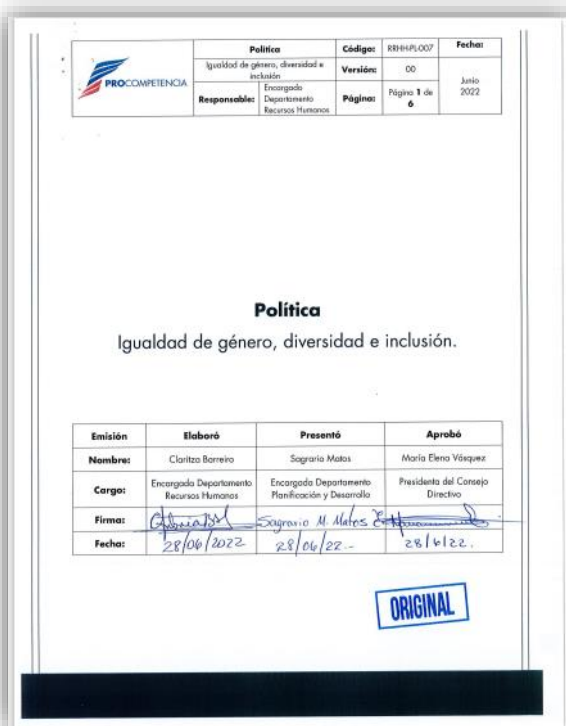 PROCOMPETENCIA
Política
Código:
RRHH-PL-007
Fecha:
Igualdad de género, diversidad e
inclusión
Versión:
00
Junio
2022
Responsable:
Encargado
Departamento
Recursos Humanos
Página:
Página 1 de
6
Política
Igualdad de género, diversidad e inclusión.
Emisión
Elaboró
Presentó
Aprobó
Nombre:
Claritza Barreiro
Sagrario Matos
María Elena Vásquez
Cargo:
Encargada Departamento
Recursos Humanos
Encargada Departamento
Planificación y Desarrollo
Presidenta del Consejo
Directivo
Firma:
Sagrario M. Matos E
Fecha:
28/06/2022
28/06/22.-
28/6/22.
ORIGINAL